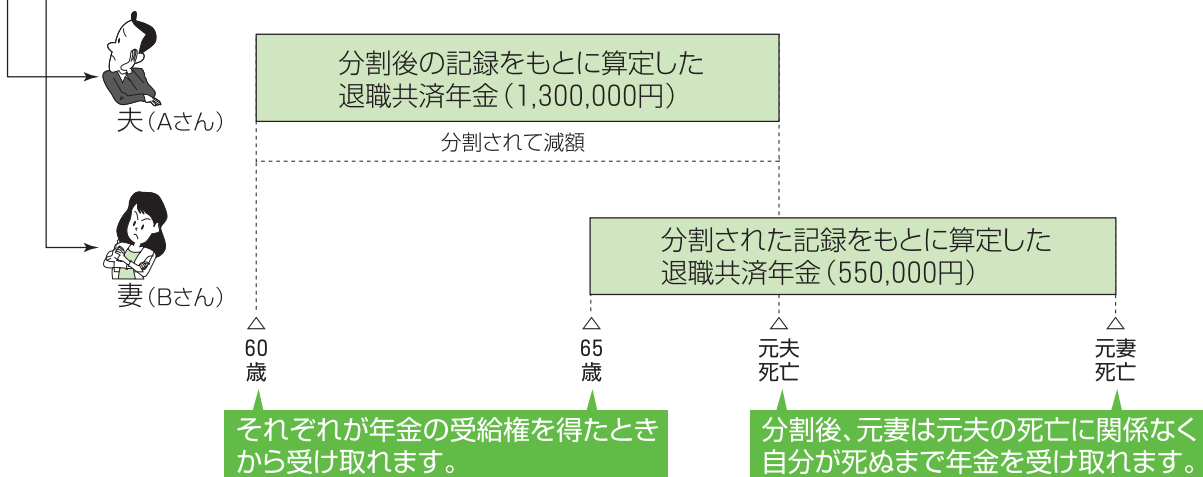 分割後の記録をもとに算定した
退職共済年金(1,300,000円)
夫(Aさん)
分割されて減額
分割された記録をもとに算定した
退職共済年金(550,000円)
妻(Bさん)
60
歳
65
歳
元夫
死亡
元妻
死亡
それぞれが年金の受給権を得たとき
から受け取れます。
分割後、元妻は元夫の死亡に関係なく
自分が死ぬまで年金を受け取れます。